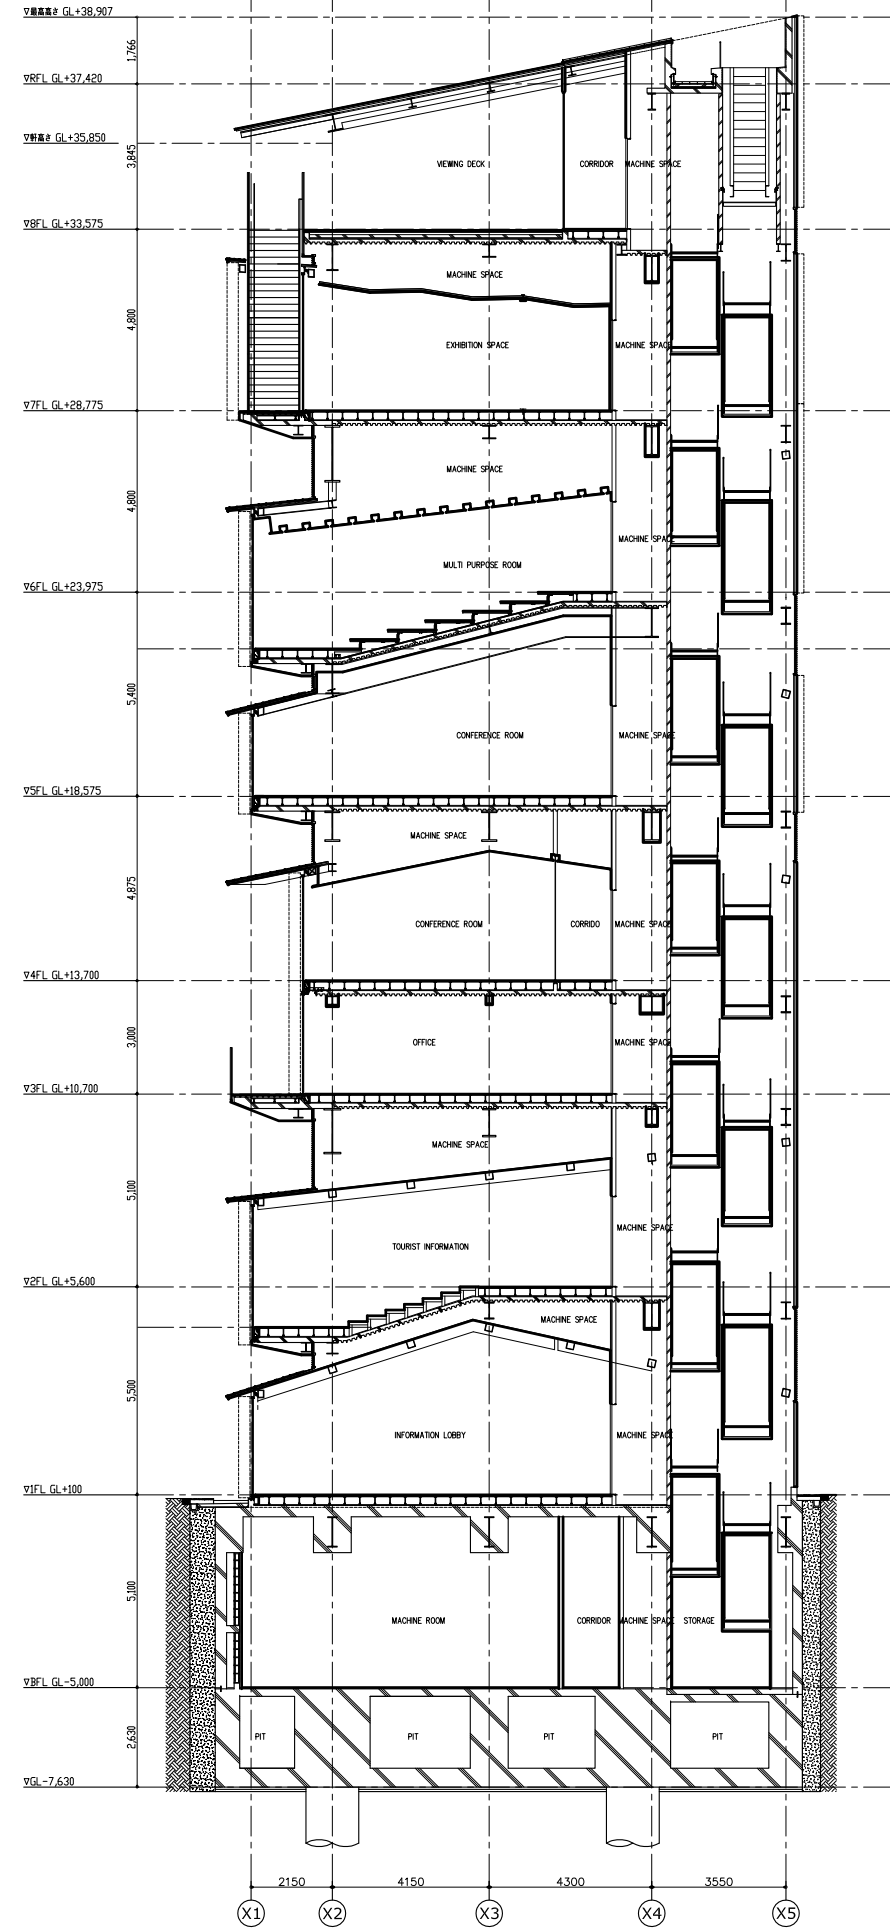 ▽最高高さ GL+38,907
1,766
▽RFL GL+37,420
▽軒高さ GL+35,850
3,845
VIEWING DECK
CORRIDOR
MACHINE SPACE
▽8FL GL+33,575
MACHINE SPACE
4,800
EXHIBITION SPACE
MACHINE SPACE
▽7FL GL+28,775
MACHINE SPACE
4,800
MACHINE SPACE
MULTI PURPOSE ROOM
▽6FL GL+23,975
5,400
CONFERENCE ROOM
MACHINE SPACE
▽5FL GL+18,575
MACHINE SPACE
4,875
CONFERENCE ROOM
CORRIDO
MACHINE SPACE
▽4FL GL+13,700
3,000
OFFICE
MACHINE SPACE
▽3FL GL+10,700
MACHINE SPACE
5,100
MACHINE SPACE
TOURIST INFORMATION
▽2FL GL+5,600
MACHINE SPACE
5,500
INFORMATION LOBBY
MACHINE SPACE
▽1FL GL+100
5,100
MACHINE ROOM
CORRIDOR
MACHINE SPACE
STORAGE
▽BFL GL-5,000
2,630
PIT
PIT
PIT
PIT
▽GL-7,630
2150
4150
4300
3550
X1
X2
X3
X4
X5